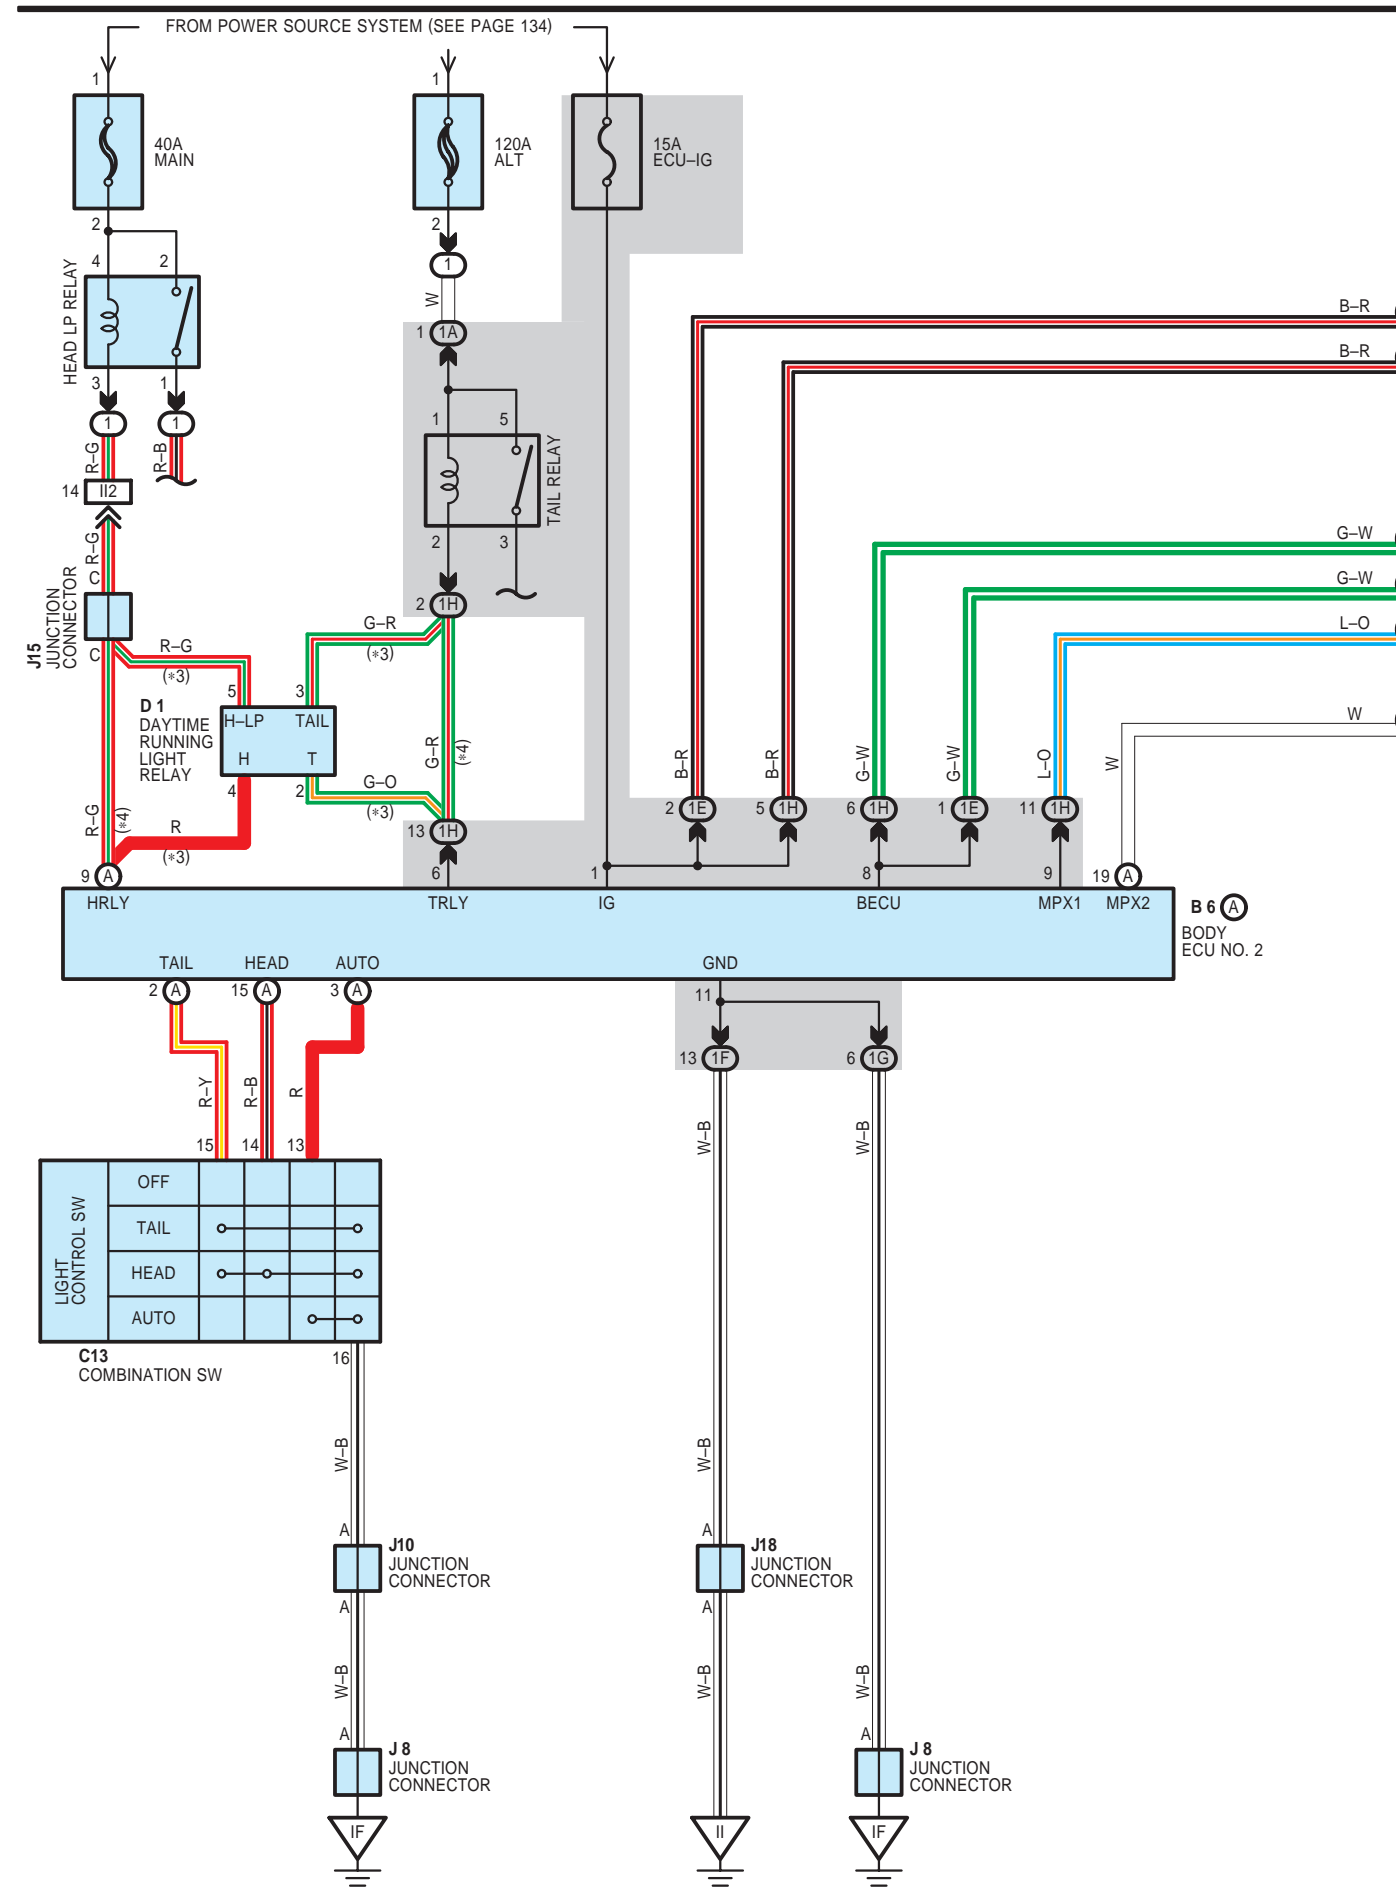 FROM POWER SOURCE SYSTEM (SEE PAGE 134)
1
1
40A
MAIN
120A
ALT
15A
ECU–IG
2
2
4
2
1
HEAD LP RELAY
W
B–R
1
1A
B–R
3
1
1
1
1
5
R–G
R–B
TAIL RELAY
14
II2
2
3
G–W
R–G
C
G–W
J15
JUNCTION
CONNECTOR
2
1H
G–R
(∗3)
L–O
C
R–G
(∗3)
5
3
D 1
DAYTIME
RUNNING
LIGHT
RELAY
H–LP
TAIL
H
T
W
G–R
(∗4)
B–R
B–R
G–W
G–W
L–O
W
4
2
G–O
(∗3)
R–G
(∗4)
R
(∗3)
13
1H
2
1E
5
1H
6
1H
1
1E
11
1H
9
A
6
1
8
9
19
A
HRLY
TRLY
IG
BECU
MPX1
MPX2
B 6
A
BODY
ECU NO. 2
TAIL
HEAD
AUTO
GND
2
A
15
A
3
A
11
13
1F
6
1G
R–Y
R–B
R
15
14
13
W–B
W–B
LIGHT
CONTROL SW
OFF
TAIL
HEAD
AUTO
C13
COMBINATION SW
16
W–B
W–B
A
J10
JUNCTION
CONNECTOR
A
A
J18
JUNCTION
CONNECTOR
A
W–B
W–B
W–B
A
J 8
JUNCTION
CONNECTOR
A
J 8
JUNCTION
CONNECTOR
IF
II
IF